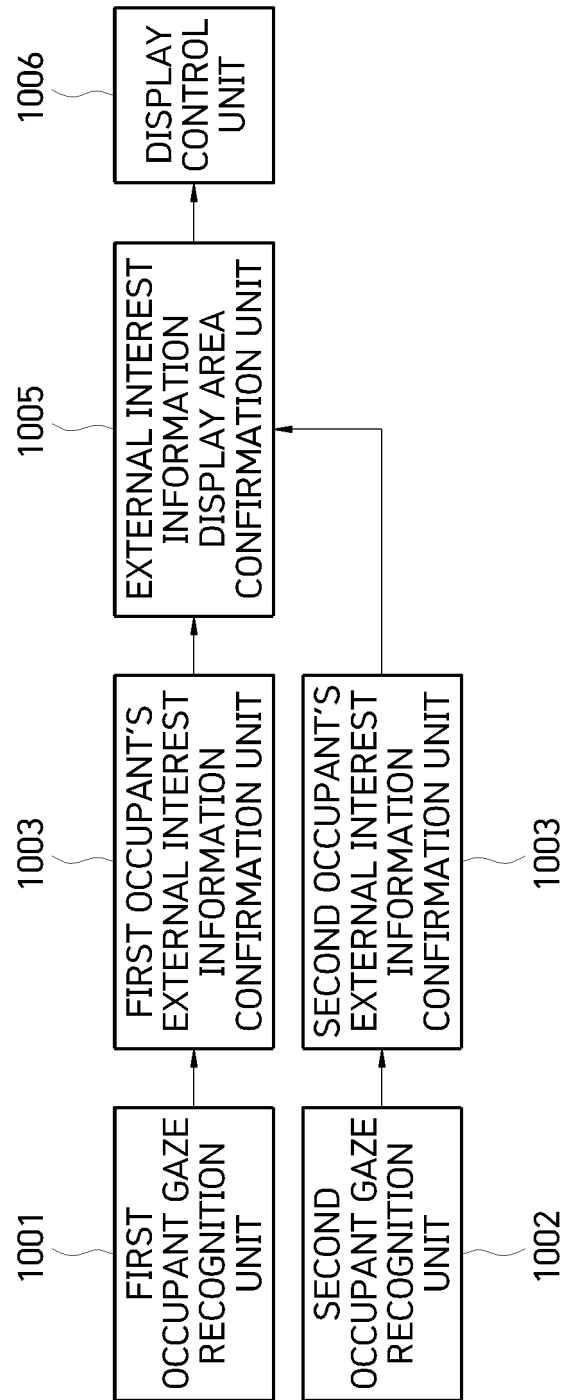 1001
FIRST
OCCUPANT GAZE
RECOGNITION
UNIT
1003
FIRST OCCUPANT'S
EXTERNAL INTEREST
INFORMATION
CONFIRMATION UNIT
1005
EXTERNAL INTEREST
INFORMATION
DISPLAY AREA
CONFIRMATION UNIT
1006
DISPLAY
CONTROL
UNIT
SECOND
OCCUPANT GAZE
RECOGNITION
UNIT
1002
SECOND OCCUPANT'S
EXTERNAL INTEREST
INFORMATION
CONFIRMATION UNIT
1003